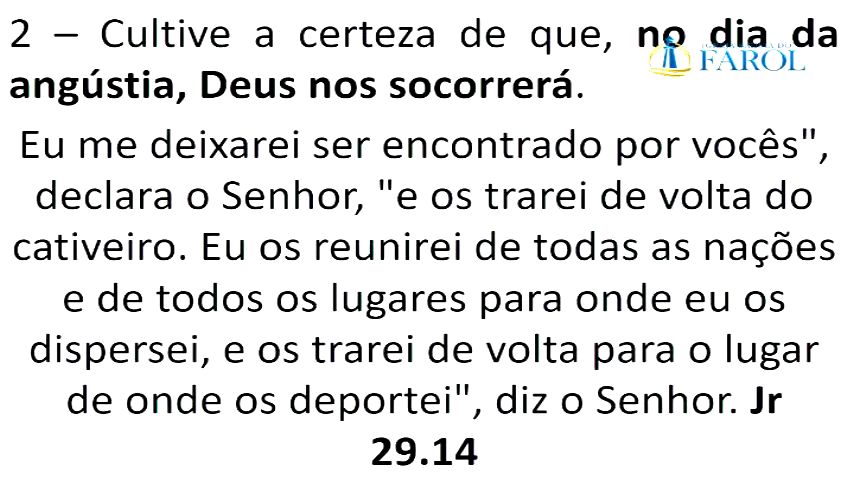 2 – Cultive a certeza de que, no dia da
angústia, Deus nos socorrerá.
FAROL
Eu me deixarei ser encontrado por vocês",
declara o Senhor, "e os trarei de volta do
cativeiro. Eu os reunirei de todas as nações
e de todos os lugares para onde eu os
dispersei, e os trarei de volta para o lugar
de onde os deportei", diz o Senhor. Jr
29.14